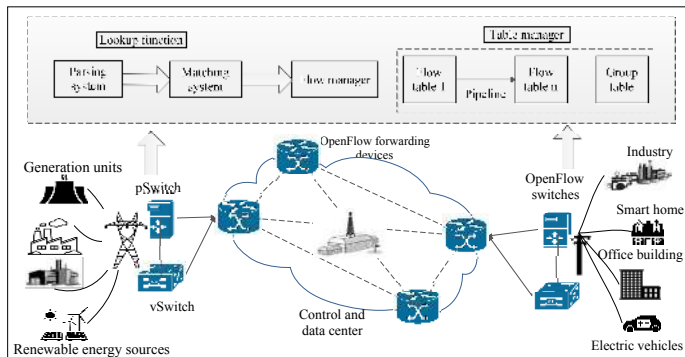 Lookup function
Table manager
Parsing
system
Matching
system
Flow manager
Flow
table 1
Pipeline
Flow
table n
Group
table
OpenFlow forwarding
devices
Generation units
pSwitch
vSwitch
Renewable energy sources
Control and
data center
OpenFlow
switches
Industry
Smart home
Office building
Electric vehicles